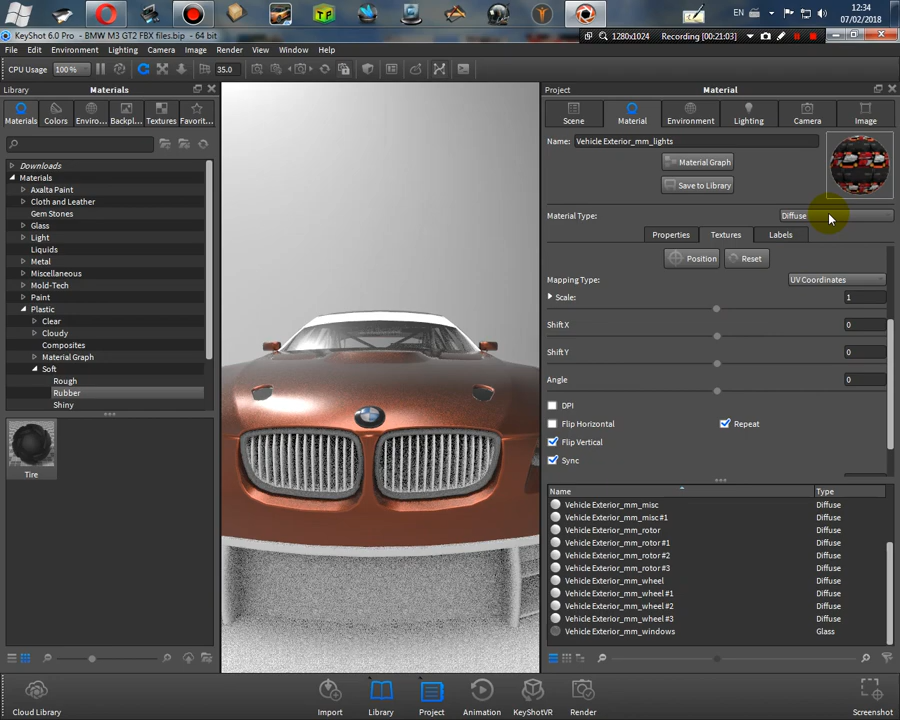 EN
12:34
07/02/2018
KeyShot 6.0 Pro - BMW M3 GT2 FBX files.bip
1280x1024
Recording [00:21:03]
File Edit Environment Lighting Camera Image Render View Window Help
CPU Usage 100 % 35.0
Library Materials
Project Material
Materials Colors Enviro... Backpl... Textures Favorit...
Scene Material Environment Lighting Camera Image
Name: Vehicle Exterior_mm_lights
Material Graph
Save to Library
Material Type: Diffuse
Properties Textures Labels
Position Reset
Mapping Type: UV Coordinates
Scale: 1
Shift X 0
Shift Y 0
Angle 0
DPI
Flip Horizontal Repeat
Flip Vertical
Sync
Downloads
Materials
Axalta Paint
Cloth and Leather
Gem Stones
Glass
Light
Liquids
Metal
Miscellaneous
Mold-Tech
Paint
Plastic
Clear
Cloudy
Composites
Material Graph
Soft
Rough
Rubber
Shiny
Tire
Name Type
Vehicle Exterior_mm_misc Diffuse
Vehicle Exterior_mm_misc #1 Diffuse
Vehicle Exterior_mm_rotor Diffuse
Vehicle Exterior_mm_rotor #1 Diffuse
Vehicle Exterior_mm_rotor #2 Diffuse
Vehicle Exterior_mm_rotor #3 Diffuse
Vehicle Exterior_mm_wheel Diffuse
Vehicle Exterior_mm_wheel #1 Diffuse
Vehicle Exterior_mm_wheel #2 Diffuse
Vehicle Exterior_mm_wheel #3 Diffuse
Vehicle Exterior_mm_windows Glass
Cloud Library Import Library Project Animation KeyShotVR Render Screenshot